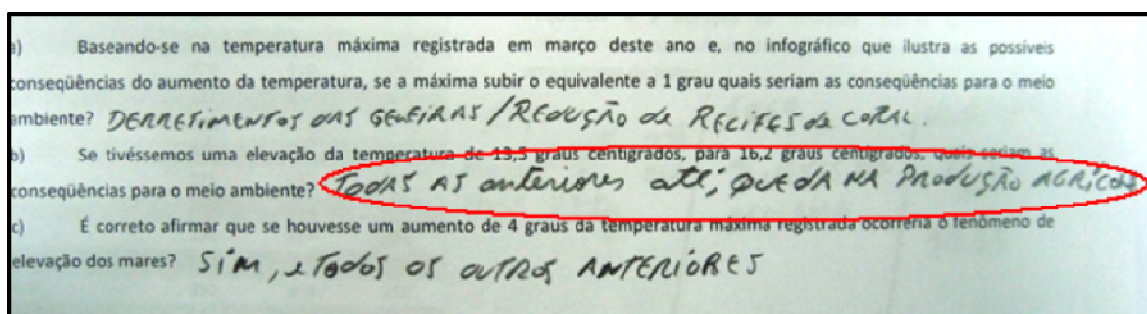 a) Baseando-se na temperatura máxima registrada em março deste ano e, no infográfico que ilustra as possíveis
conseqüências do aumento da temperatura, se a máxima subir o equivalente a 1 grau quais seriam as conseqüências para o meio
ambiente? DERRETIMENTOS DAS GELEIRAS / REDUÇÃO de RECIFES de CORAL.
b) Se tivéssemos uma elevação da temperatura de 13,5 graus centigrados, para 16,2 graus centigrados, quais seriam as
conseqüências para o meio ambiente? TODAS AS anteriores até, QUEDA NA PRODUÇÃO AGRÍCOLA
c) É correto afirmar que se houvesse um aumento de 4 graus da temperatura máxima registrada ocorreria o fenômeno de
elevação dos mares? SIM, e TODOS OS OUTROS ANTERIORES